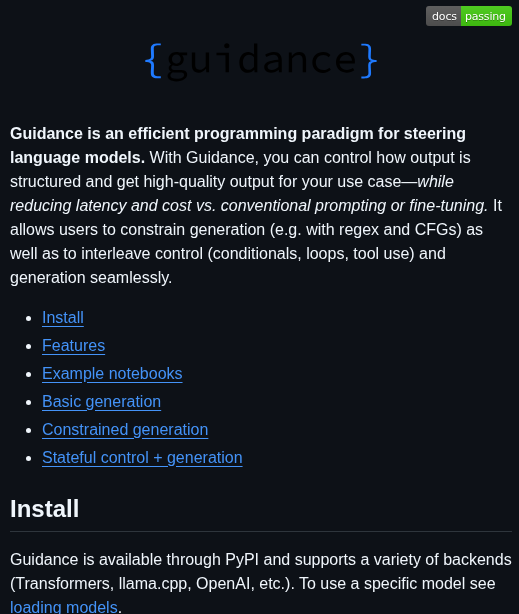 docs passing
{guidance}
Guidance is an efficient programming paradigm for steering
language models. With Guidance, you can control how output is
structured and get high-quality output for your use case—while
reducing latency and cost vs. conventional prompting or fine-tuning. It
allows users to constrain generation (e.g. with regex and CFGs) as
well as to interleave control (conditionals, loops, tool use) and
generation seamlessly.
Install
Features
Example notebooks
Basic generation
Constrained generation
Stateful control + generation
Install
Guidance is available through PyPI and supports a variety of backends
(Transformers, llama.cpp, OpenAI, etc.). To use a specific model see
loading models.